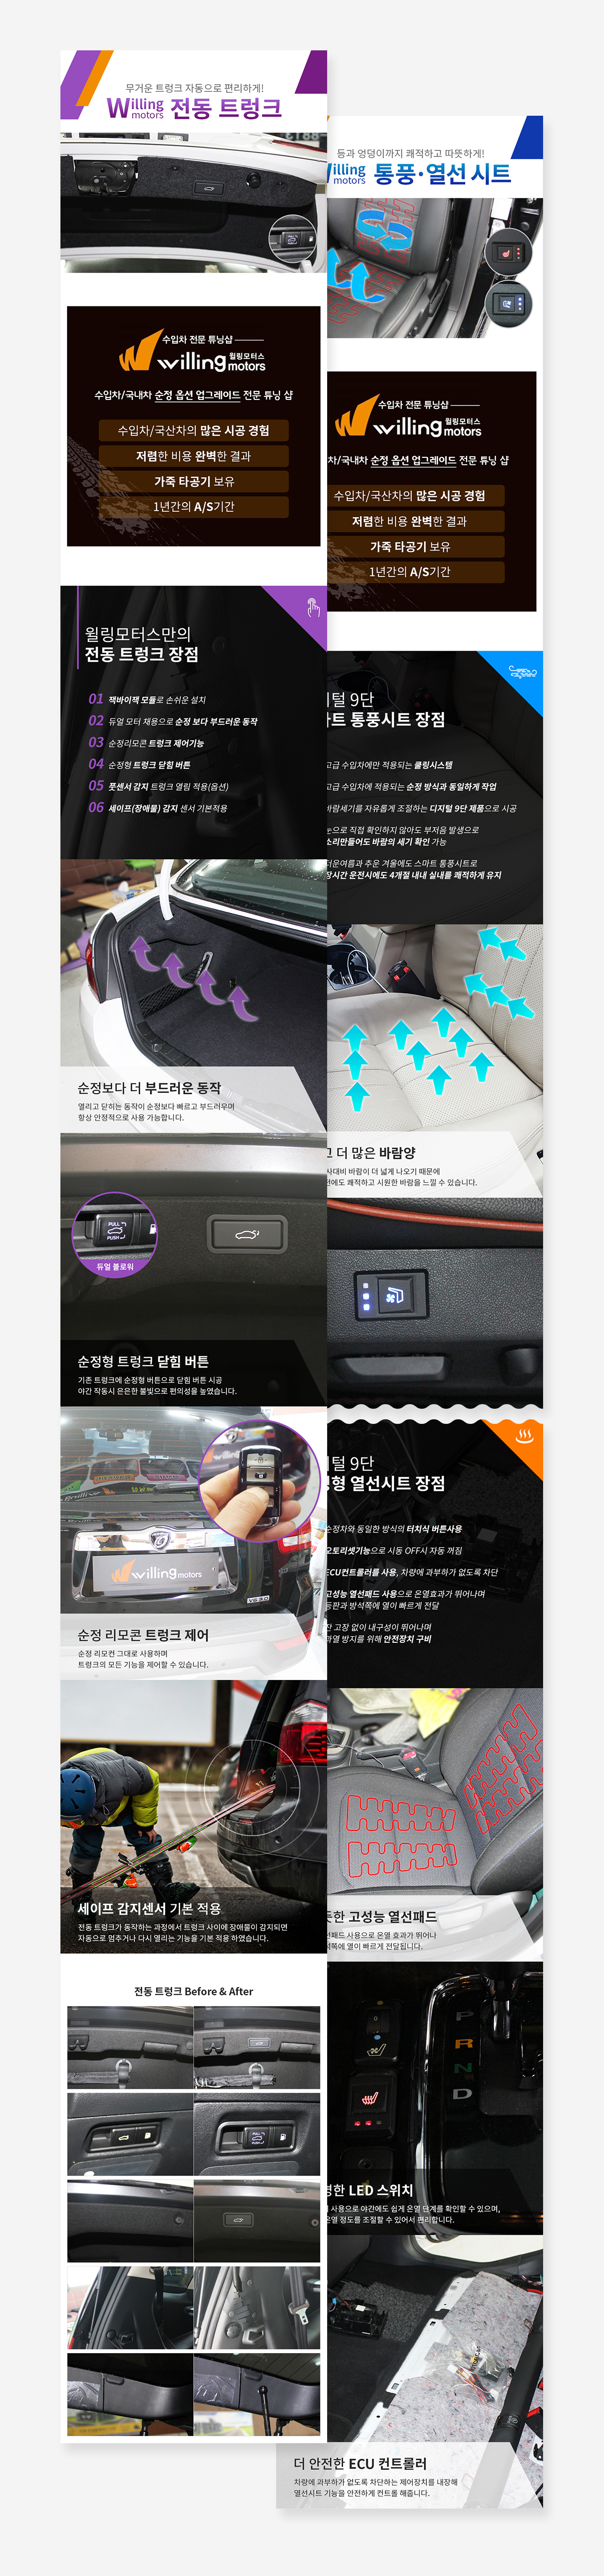 무거운 트렁크 자동으로 편리하게!
Willing motors 전동 트렁크
수입차 전문 튜닝샵
willing motors 윌링모터스
수입차/국내차 순정 옵션 업그레이드 전문 튜닝 샵
수입차/국산차의 많은 시공 경험
저렴한 비용 완벽한 결과
가죽 타공기 보유
1년간의 A/S기간
윌링모터스만의
전동 트렁크 장점
01 잭바이잭 모듈로 손쉬운 설치
02 듀얼 모터 채용으로 순정 보다 부드러운 동작
03 순정리모콘 트렁크 제어기능
04 순정형 트렁크 닫힘 버튼
05 풋센서 감지 트렁크 열림 적용(옵션)
06 세이프(장애물) 감지 센서 기본적용
순정보다 더 부드러운 동작
열리고 닫히는 동작이 순정보다 빠르고 부드러우며
항상 안정적으로 사용 가능합니다.
PULL
PUSH
듀얼 블로워
순정형 트렁크 닫힘 버튼
기존 트렁크에 순정형 버튼으로 닫힘 버튼 시공
야간 작동시 은은한 불빛으로 편의성을 높였습니다.
willing motors
순정 리모콘 트렁크 제어
순정 리모컨 그대로 사용하며
트렁크의 모든 기능을 제어할 수 있습니다.
세이프 감지센서 기본 적용
전동 트렁크가 동작하는 과정에서 트렁크 사이에 장애물이 감지되면
자동으로 멈추거나 다시 열리는 기능을 기본 적용 하였습니다.
전동 트렁크 Before & After
등과 엉덩이까지 쾌적하고 따뜻하게!
illing motors 통풍·열선 시트
수입차 전문 튜닝샵
willing motors 윌링모터스
차/국내차 순정 옵션 업그레이드 전문 튜닝 샵
수입차/국산차의 많은 시공 경험
저렴한 비용 완벽한 결과
가죽 타공기 보유
1년간의 A/S기간
털 9단
트 통풍시트 장점
고급 수입차에만 적용되는 쿨링시스템
고급 수입차에 적용되는 순정 방식과 동일하게 작업
바람세기를 자유롭게 조절하는 디지털 9단 제품으로 시공
눈으로 직접 확인하지 않아도 부저음 발생으로
소리만들어도 바람의 세기 확인 가능
더운여름과 추운 겨울에도 스마트 통풍시트로
장시간 운전시에도 4개절 내내 실내를 쾌적하게 유지
고 더 많은 바람양
사대비 바람이 더 넓게 나오기 때문에
에도 쾌적하고 시원한 바람을 느낄 수 있습니다.
털 9단
형 열선시트 장점
순정차와 동일한 방식의 터치식 버튼사용
오토리셋기능으로 시동 OFF시 자동 꺼짐
ECU컨트롤러를 사용, 차량에 과부하가 없도록 차단
고성능 열선패드 사용으로 온열효과가 뛰어나며
등판과 방석쪽에 열이 빠르게 전달
잔 고장 없이 내구성이 뛰어나며
과열 방지를 위해 안전장치 구비
한 고성능 열선패드
패드 사용으로 온열 효과가 뛰어나
쪽에 열이 빠르게 전달됩니다.
P
R
N
D
한 LED 스위치
사용으로 야간에도 쉽게 온열 단계를 확인할 수 있으며,
온열 정도를 조절할 수 있어서 편리합니다.
더 안전한 ECU 컨트롤러
차량에 과부하가 없도록 차단하는 제어장치를 내장해
열선시트 기능을 안전하게 컨트롤 해줍니다.